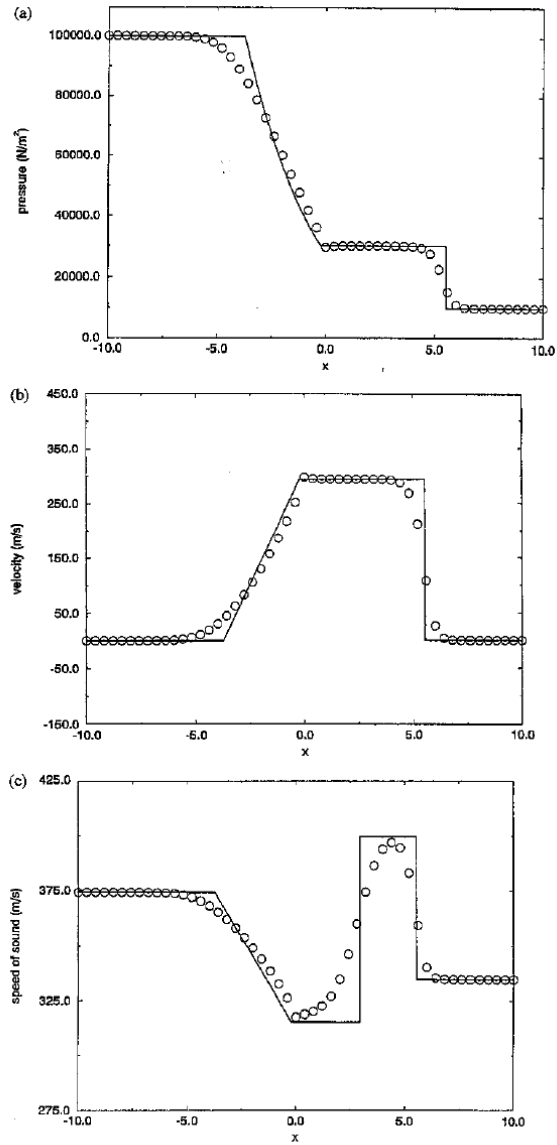 (a)
100000.0
80000.0
60000.0
40000.0
20000.0
0.0
pressure (N/m²)
-10.0 -5.0 0.0 5.0 10.0
x
(b)
450.0
350.0
250.0
150.0
50.0
-50.0
-150.0
velocity (m/s)
-10.0 -5.0 0.0 5.0 10.0
x
(c)
425.0
375.0
325.0
275.0
speed of sound (m/s)
-10.0 -5.0 0.0 5.0 10.0
x